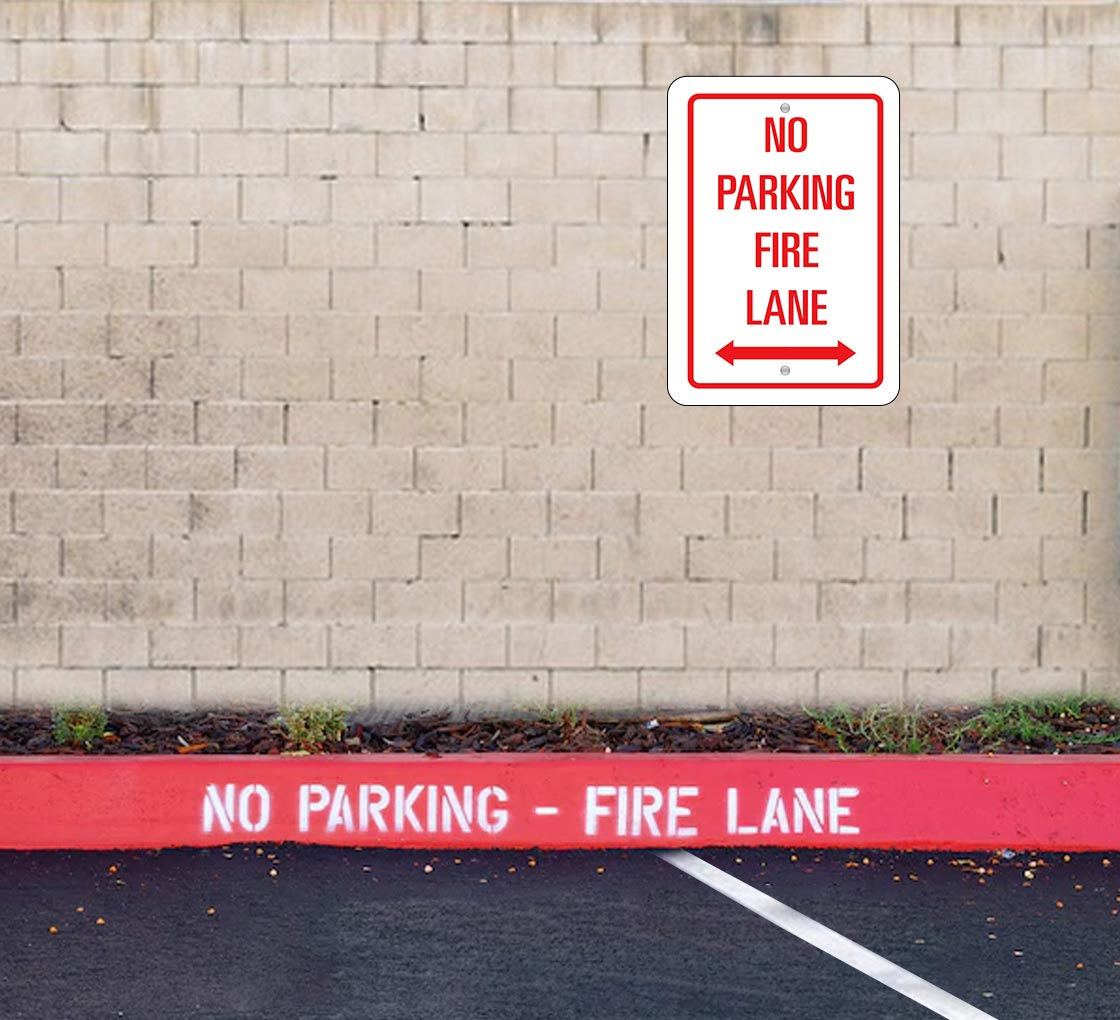 NO
PARKING
FIRE
LANE
NO PARKING - FIRE LANE